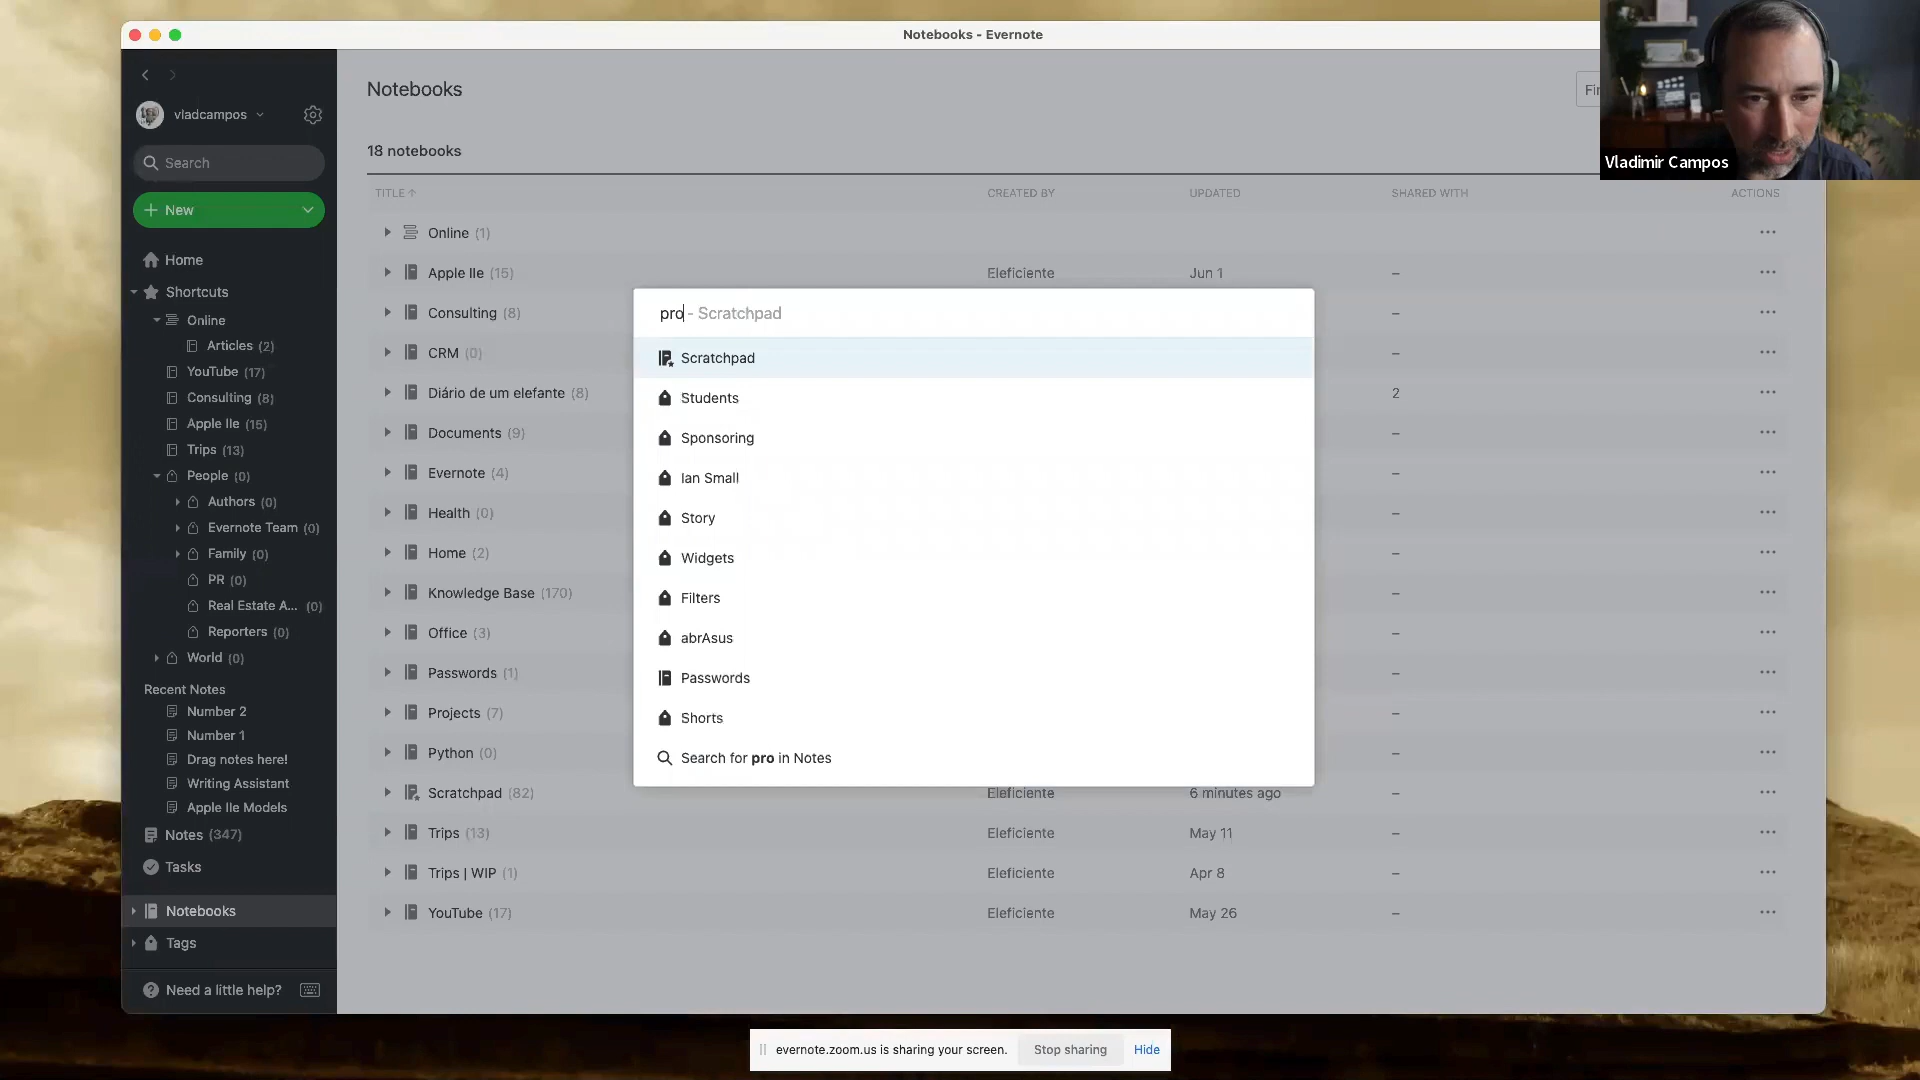 Notebooks - Evernote
vladcampos
Search
New
Home
Shortcuts
Online
Articles (2)
YouTube (17)
Consulting (8)
Apple IIe (15)
Trips (13)
People (0)
Authors (0)
Evernote Team (0)
Family (0)
PR (0)
Real Estate A... (0)
Reporters (0)
World (0)
Recent Notes
Number 2
Number 1
Drag notes here!
Writing Assistant
Apple IIe Models
Notes (347)
Tasks
Notebooks
Tags
Need a little help?
Notebooks
18 notebooks
TITLE CREATED BY UPDATED SHARED WITH ACTIONS
Online (1)
Apple IIe (15) Eleficiente Jun 1 –
Consulting (8) –
CRM (0) –
Diário de um elefante (8) 2
Documents (9) –
Evernote (4) –
Health (0) –
Home (2) –
Knowledge Base (170) –
Office (3) –
Passwords (1) –
Projects (7) –
Python (0) –
Scratchpad (82) Eleficiente 6 minutes ago –
Trips (13) Eleficiente May 11 –
Trips | WIP (1) Eleficiente Apr 8 –
YouTube (17) Eleficiente May 26 –
pro - Scratchpad
Scratchpad
Students
Sponsoring
Ian Small
Story
Widgets
Filters
abrAsus
Passwords
Shorts
Search for pro in Notes
Vladimir Campos
evernote.zoom.us is sharing your screen. Stop sharing Hide